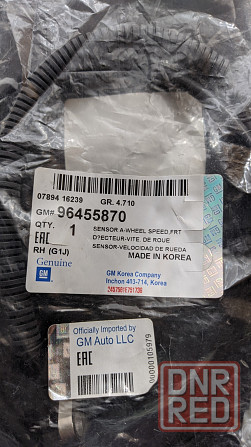 07894 16239
GR. 4.710
GM# 96455870
QTY. 1
SENSOR A-WHEEL SPEED,FRT
D?ECTEUR-VITE, DE ROUE
SENSOR-VELOCIDAD DE RUEDA
EAC
RH (G1J)
MADE IN KOREA
Genuine
GM
GM Korea Company
Inchon 403-714, Korea
Officially Imported by
GM Auto LLC
EAC
DNR
RED